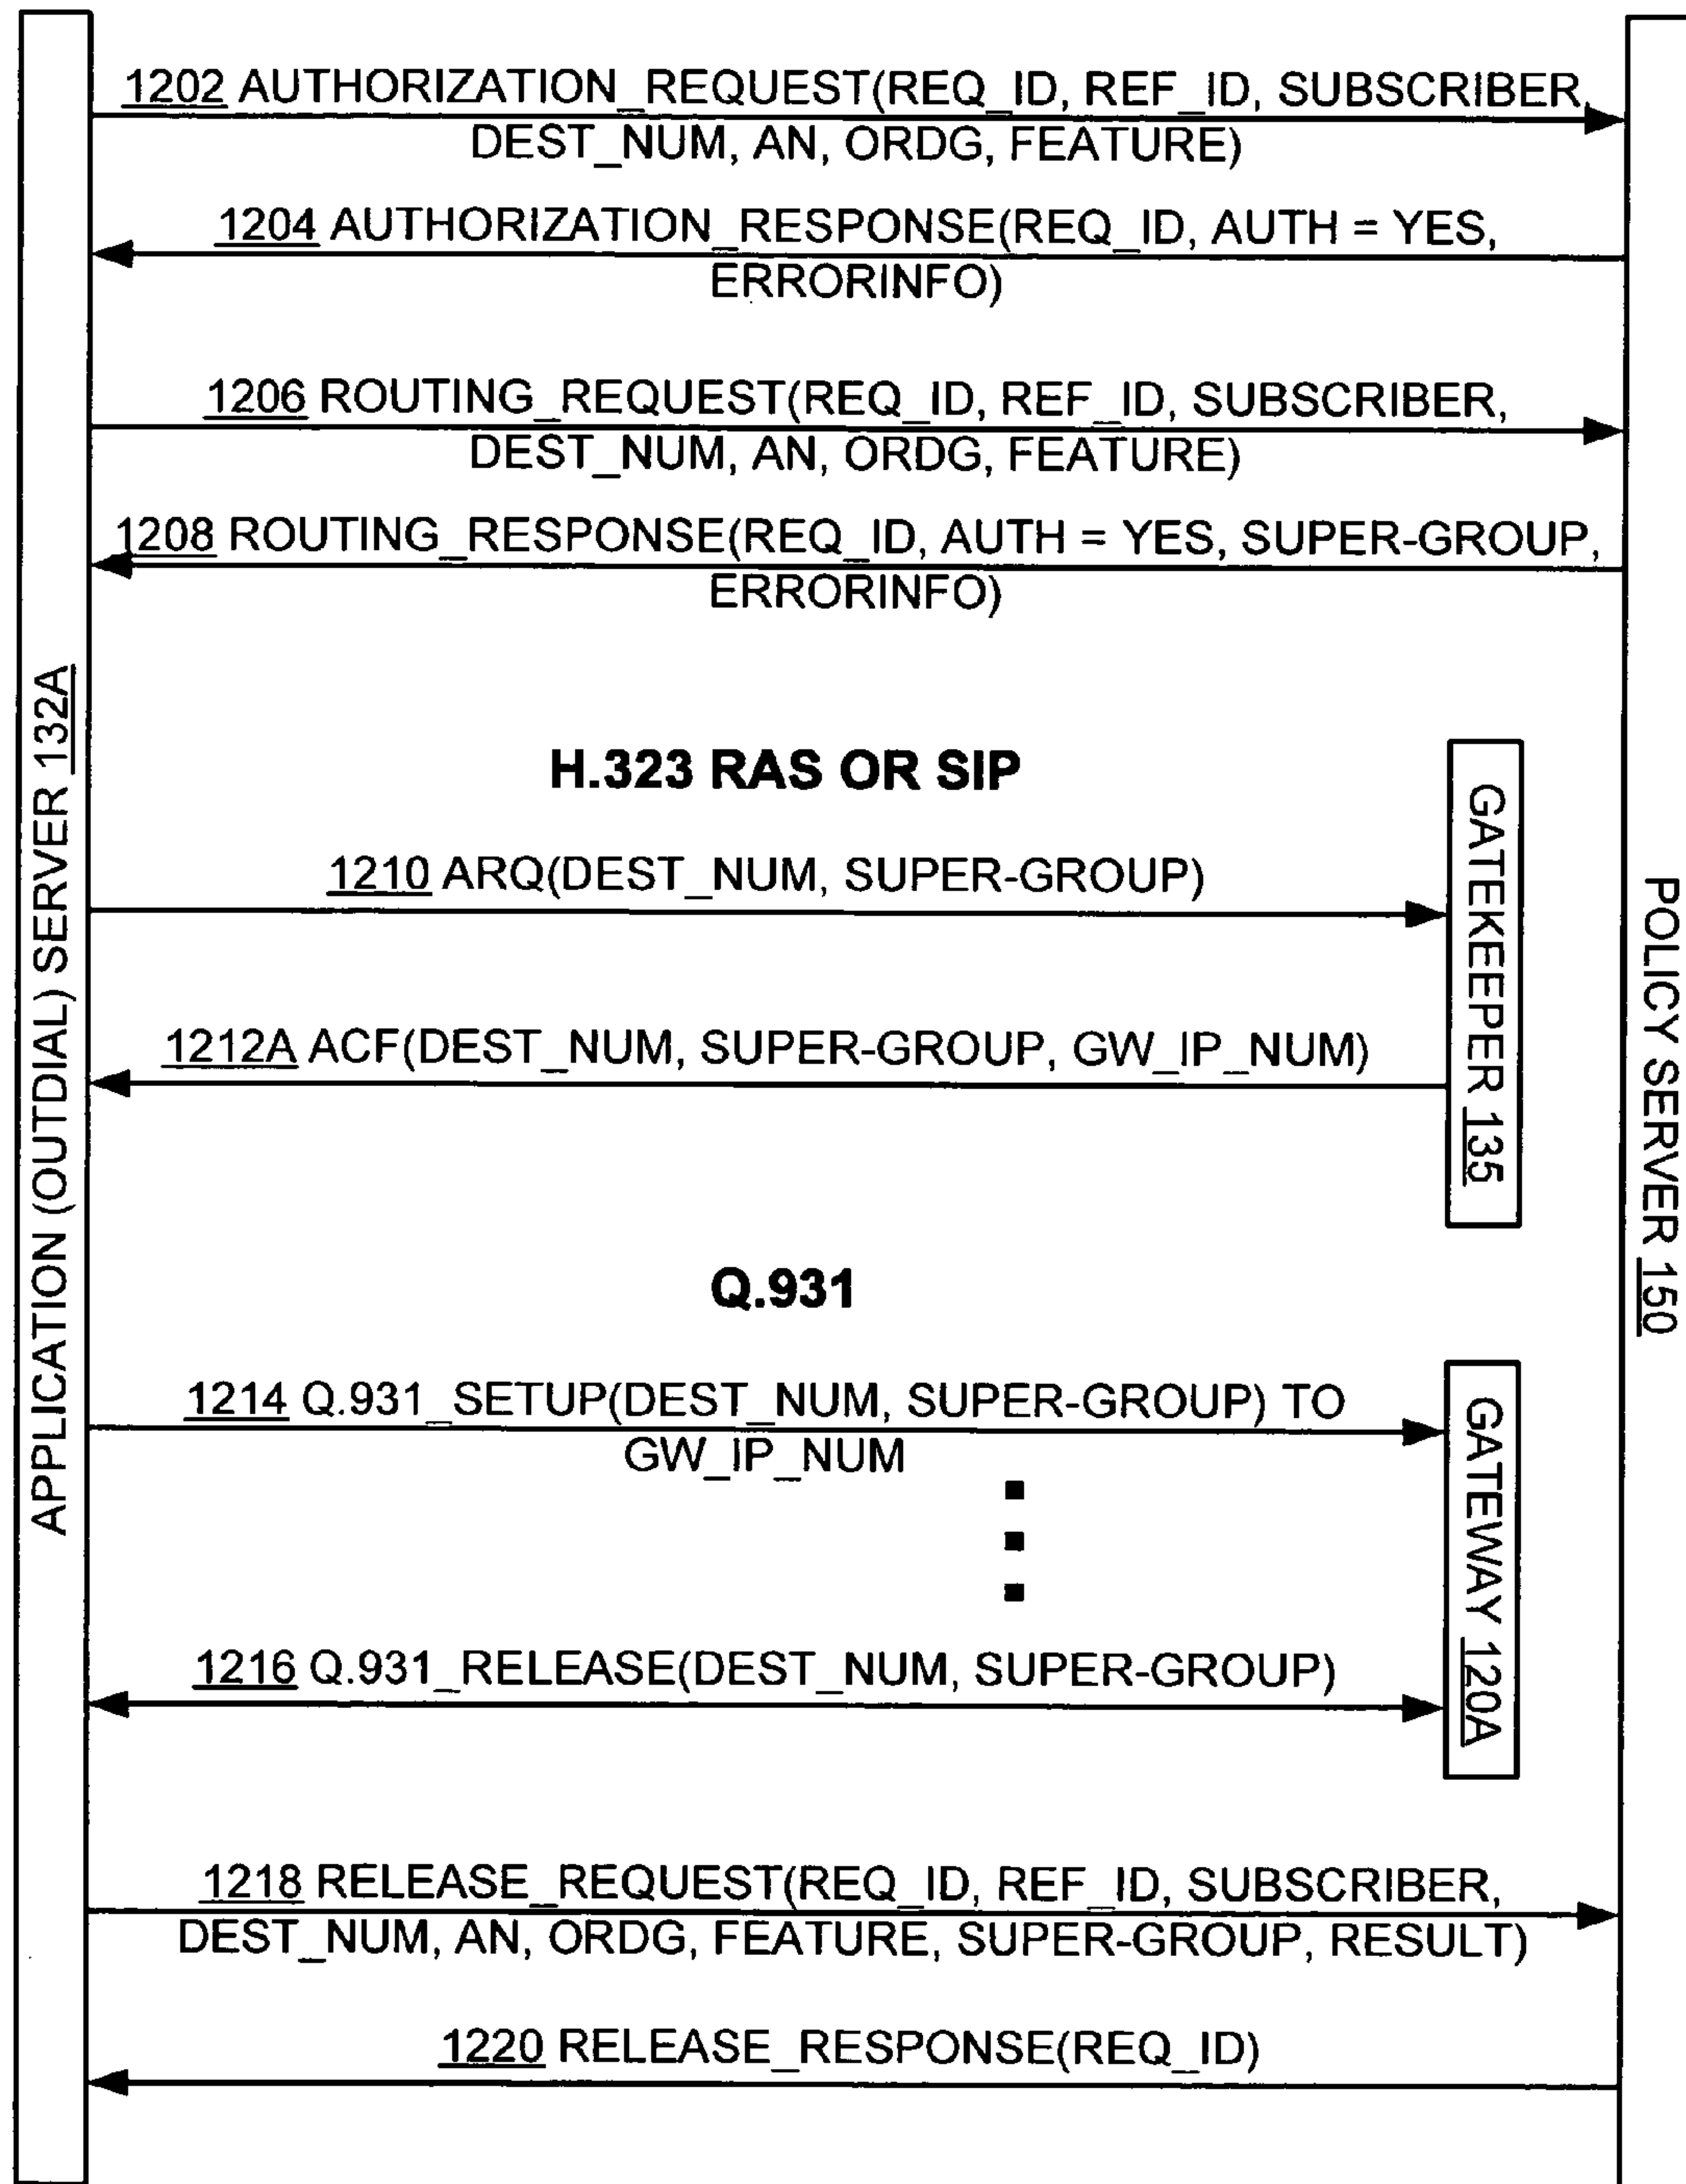 1202 AUTHORIZATION_REQUEST(REQ_ID, REF_ID, SUBSCRIBER,
DEST_NUM, AN, ORDG, FEATURE)
1204 AUTHORIZATION_RESPONSE(REQ_ID, AUTH = YES,
ERRORINFO)
1206 ROUTING_REQUEST(REQ_ID, REF_ID, SUBSCRIBER,
DEST_NUM, AN, ORDG, FEATURE)
1208 ROUTING_RESPONSE(REQ_ID, AUTH = YES, SUPER-GROUP,
ERRORINFO)
APPLICATION (OUTDIAL) SERVER 132A
POLICY SERVER 150
H.323 RAS OR SIP
GATEKEEPER 135
1210 ARQ(DEST_NUM, SUPER-GROUP)
1212A ACF(DEST_NUM, SUPER-GROUP, GW_IP_NUM)
Q.931
GATEWAY 120A
1214 Q.931_SETUP(DEST_NUM, SUPER-GROUP) TO
GW_IP_NUM
1216 Q.931_RELEASE(DEST_NUM, SUPER-GROUP)
1218 RELEASE_REQUEST(REQ_ID, REF_ID, SUBSCRIBER,
DEST_NUM, AN, ORDG, FEATURE, SUPER-GROUP, RESULT)
1220 RELEASE_RESPONSE(REQ_ID)